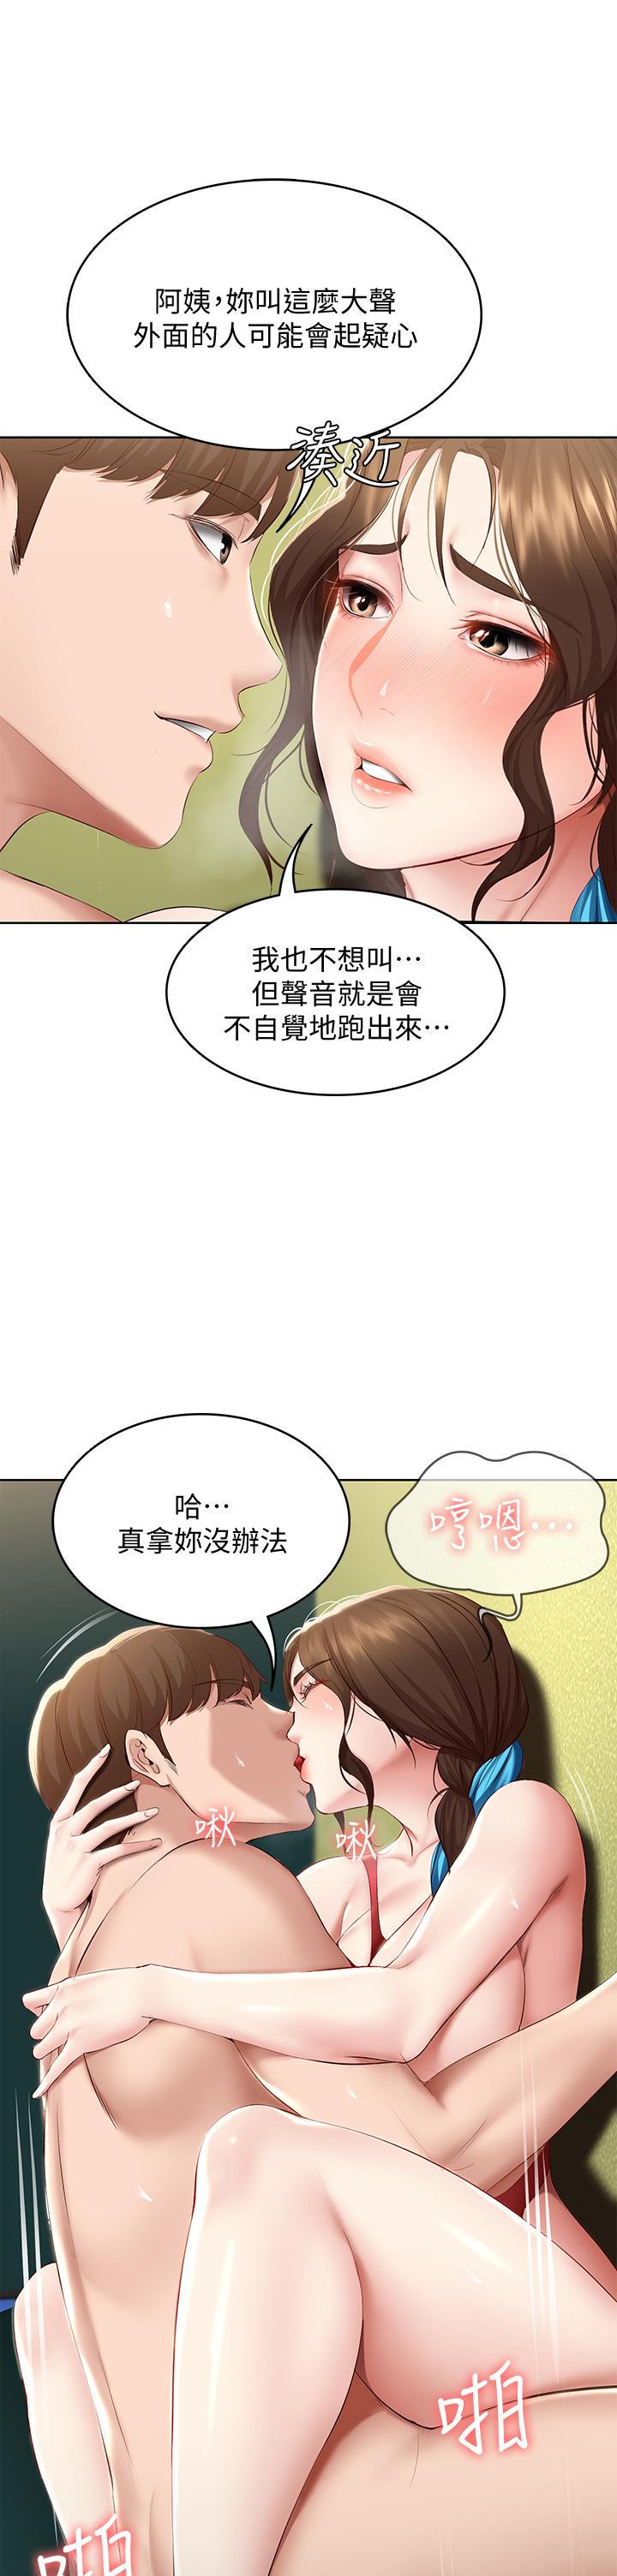 阿姨，妳叫這麼大聲
外面的人可能會起疑心
湊近
我也不想叫⋯
但聲音就是會
不自覺地跑出來⋯
哈⋯
真拿妳沒辦法
哼嗯⋯
啾
啾
啪
啪